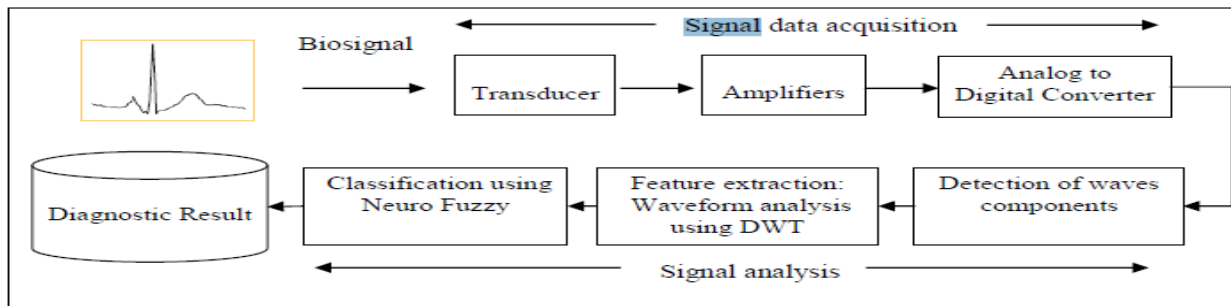 Signal data acquisition
Biosignal
Transducer
Amplifiers
Analog to
Digital Converter
Diagnostic Result
Classification using
Neuro Fuzzy
Feature extraction:
Waveform analysis
using DWT
Detection of waves
components
Signal analysis